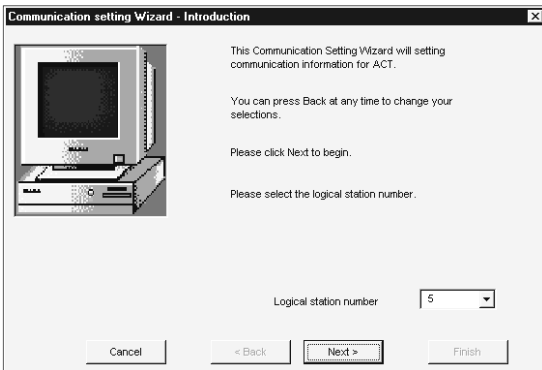 Communication setting Wizard - Introduction
This Communication Setting Wizard will setting
communication information for ACT.
You can press Back at any time to change your
selections.
Please click Next to begin.
Please select the logical station number.
Logical station number
5
Cancel
< Back
Next >
Finish